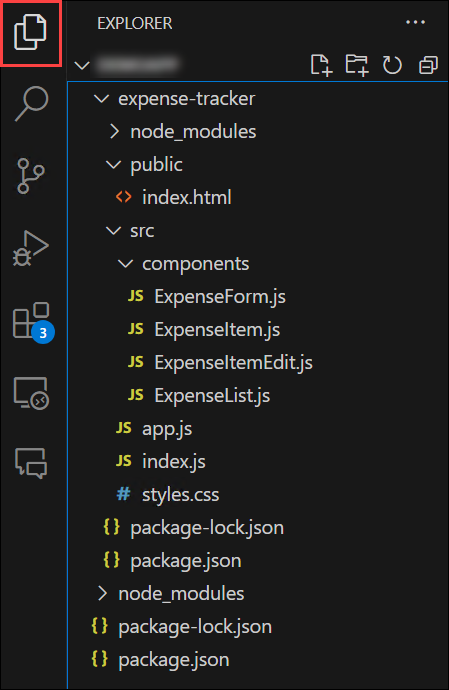 EXPLORER
expense-tracker
node_modules
public
<> index.html
src
components
JS ExpenseForm.js
JS ExpenseItem.js
JS ExpenseItemEdit.js
JS ExpenseList.js
JS app.js
JS index.js
3
# styles.css
{} package-lock.json
{} package.json
node_modules
{} package-lock.json
{} package.json